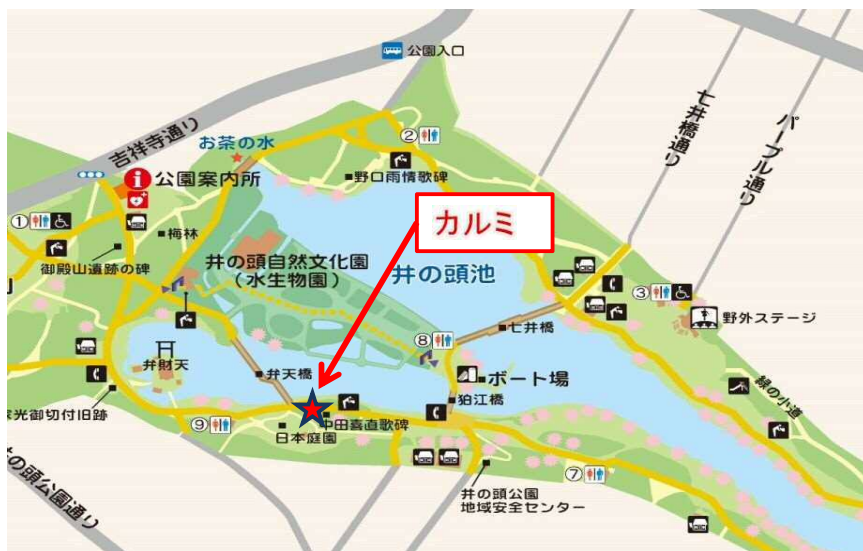 公園入口
吉祥寺通り
お茶の水
②
七井橋通り
パープル通り
公園案内所
野口雨情歌碑
カルミ
①
梅林
御殿山遺跡の碑
井の頭自然文化園
(水生物園)
井の頭池
③
野外ステージ
⑧
七井橋
弁財天
弁天橋
ボート場
狛江橋
緑の小道
光御切付旧跡
⑨
中田喜直歌碑
日本庭園
の頭公園通り
⑦
井の頭公園
地域安全センター